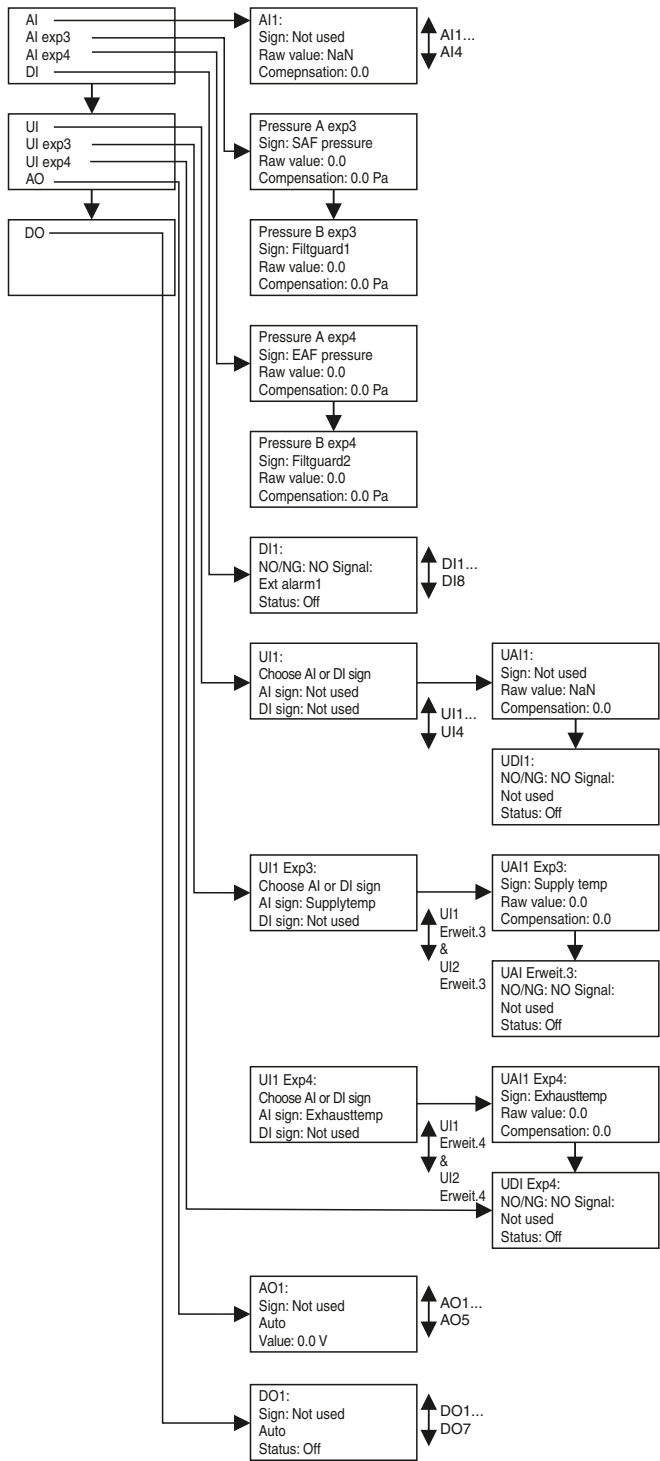 AI
AI exp3
AI exp4
DI
UI
UI exp3
UI exp4
AO
DO
AI1:
Sign: Not used
Raw value: NaN
Comepnsation: 0.0
AI1...
AI4
Pressure A exp3
Sign: SAF pressure
Raw value: 0.0
Compensation: 0.0 Pa
Pressure B exp3
Sign: Filtguard1
Raw value: 0.0
Compensation: 0.0 Pa
Pressure A exp4
Sign: EAF pressure
Raw value: 0.0
Compensation: 0.0 Pa
Pressure B exp4
Sign: Filtguard2
Raw value: 0.0
Compensation: 0.0 Pa
DI1:
NO/NG: NO Signal:
Ext alarm1
Status: Off
DI1...
DI8
UI1:
Choose AI or DI sign
AI sign: Not used
DI sign: Not used
UI1...
UI4
UAI1:
Sign: Not used
Raw value: NaN
Compensation: 0.0
UDI1:
NO/NG: NO Signal:
Not used
Status: Off
UI1 Exp3:
Choose AI or DI sign
AI sign: Supplytemp
DI sign: Not used
UI1
Erweit.3
&
UI2
Erweit.3
UAI1 Exp3:
Sign: Supply temp
Raw value: 0.0
Compensation: 0.0
UAI Erweit.3:
NO/NG: NO Signal:
Not used
Status: Off
UI1 Exp4:
Choose AI or DI sign
AI sign: Exhausttemp
DI sign: Not used
UI1
Erweit.4
&
UI2
Erweit.4
UAI1 Exp4:
Sign: Exhausttemp
Raw value: 0.0
Compensation: 0.0
UDI Exp4:
NO/NG: NO Signal:
Not used
Status: Off
AO1:
Sign: Not used
Auto
Value: 0.0 V
AO1...
AO5
DO1:
Sign: Not used
Auto
Status: Off
DO1...
DO7